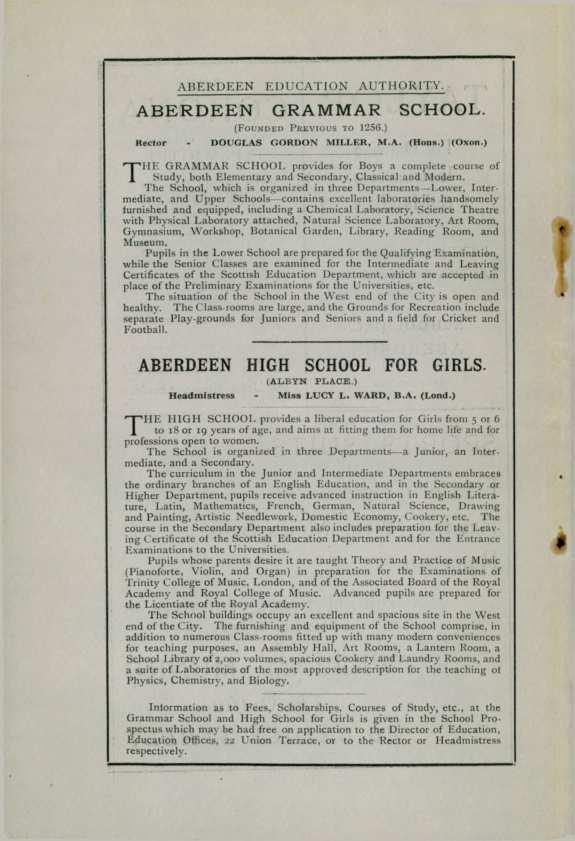 ABERDEEN EDUCATION AUTHORITY.
ABERDEEN GRAMMAR SCHOOL.
(FOUNDED PREVIOUS TO 1256.)
Rector - DOUGLAS GORDON MILLER, M.A. (Hons.) (Oxon.)
THE GRAMMAR SCHOOL provides for Boys a complete course of
Study, both Elementary and Secondary, Classical and Modern.
The School, which is organized in three Departments—Lower, Inter-
mediate, and Upper Schools—contains excellent laboratories handsomely
furnished and equipped, including a Chemical Laboratory, Science Theatre
with Physical Laboratory attached, Natural Science Laboratory, Art Room,
Gymnasium, Workshop, Botanical Garden, Library, Reading Room, and
Museum.
Pupils in the Lower School are prepared for the Qualifying Examination,
while the Senior Classes are examined for the Intermediate and Leaving
Certificates of the Scottish Education Department, which are accepted in
place of the Preliminary Examinations for the Universities, etc.
The situation of the School in the West end of the City is open and
healthy. The Class-rooms are large, and the Grounds for Recreation include
separate Play-grounds for Juniors and Seniors and a field for Cricket and
Football.
ABERDEEN HIGH SCHOOL FOR GIRLS.
(ALBYN PLACE.)
Headmistress - Miss LUCY L. WARD, B.A. (Lond.)
THE HIGH SCHOOL provides a liberal education for Girls from 5 or 6
to 18 or 19 years of age, and aims at fitting them for home life and for
professions open to women.
The School is organized in three Departments—a Junior, an Inter-
mediate, and a Secondary.
The curriculum in the Junior and Intermediate Departments embraces
the ordinary branches of an English Education, and in the Secondary or
Higher Department, pupils receive advanced instruction in English Litera-
ture, Latin, Mathematics, French, German, Natural Science, Drawing
and Painting, Artistic Needlework, Domestic Economy, Cookery, etc. The
course in the Secondary Department also includes preparation for the Leav-
ing Certificate of the Scottish Education Department and for the Entrance
Examinations to the Universities.
Pupils whose parents desire it are taught Theory and Practice of Music
(Pianoforte, Violin, and Organ) in preparation for the Examinations of
Trinity College of Music, London, and of the Associated Board of the Royal
Academy and Royal College of Music. Advanced pupils are prepared for
the Licentiate of the Royal Academy.
The School buildings occupy an excellent and spacious site in the West
end of the City. The furnishing and equipment of the School comprise, in
addition to numerous Class-rooms fitted up with many modern conveniences
for teaching purposes, an Assembly Hall, Art Rooms, a Lantern Room, a
School Library of 2,000 volumes, spacious Cookery and Laundry Rooms, and
a suite of Laboratories of the most approved description for the teaching of
Physics, Chemistry, and Biology.
Information as to Fees, Scholarships, Courses of Study, etc., at the
Grammar School and High School for Girls is given in the School Pro-
spectus which may be had free on application to the Director of Education,
Education Offices, 22 Union Terrace, or to the Rector or Headmistress
respectively.